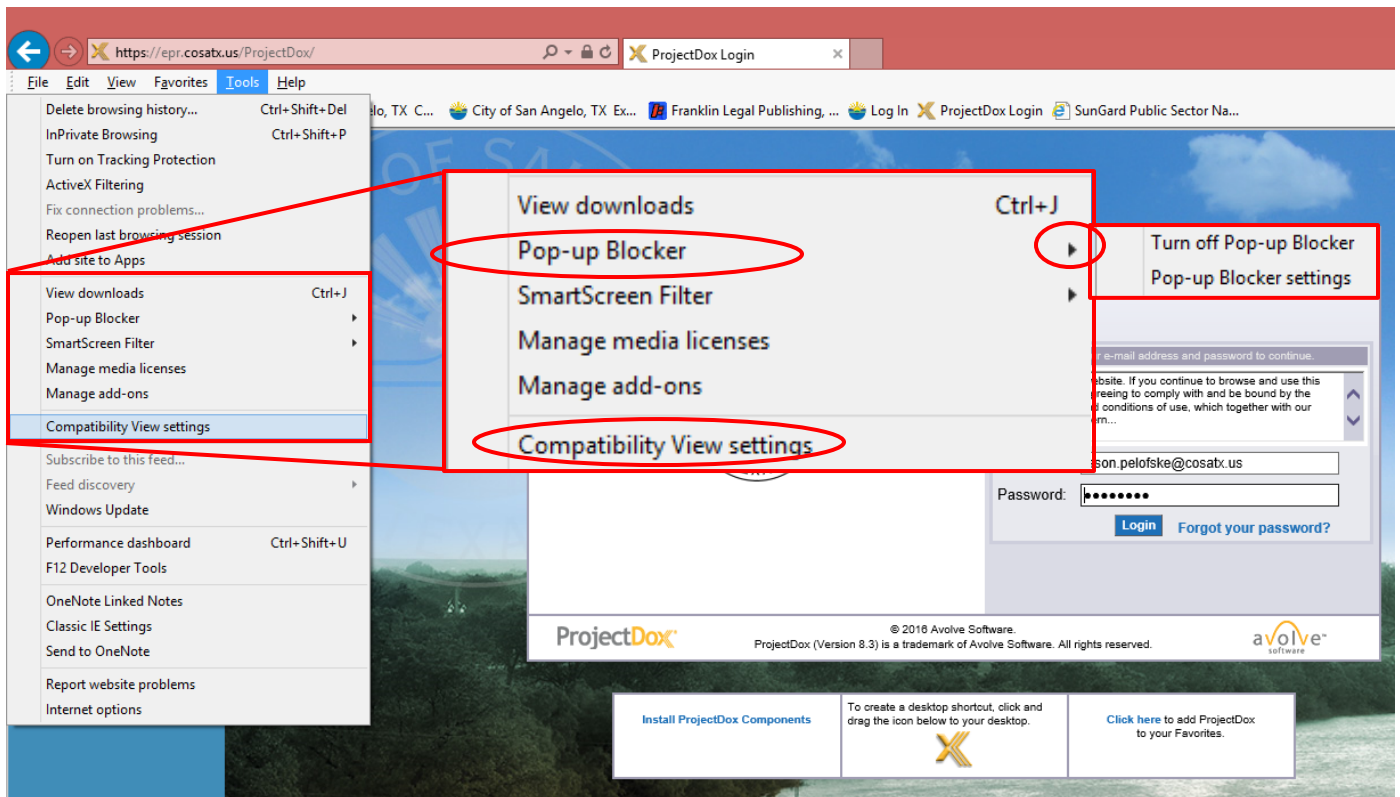 https://epr.cosatx.us/ProjectDox/
ProjectDox Login
File Edit View Favorites Tools Help
Delete browsing history... Ctrl+Shift+Del
InPrivate Browsing Ctrl+Shift+P
Turn on Tracking Protection
ActiveX Filtering
Fix connection problems...
Reopen last browsing session
Add site to Apps
View downloads Ctrl+J
Pop-up Blocker
SmartScreen Filter
Manage media licenses
Manage add-ons
Compatibility View settings
Subscribe to this feed...
Feed discovery
Windows Update
Performance dashboard Ctrl+Shift+U
F12 Developer Tools
OneNote Linked Notes
Classic IE Settings
Send to OneNote
Report website problems
Internet options
lo, TX C... City of San Angelo, TX Ex... Franklin Legal Publishing, ... Log In ProjectDox Login SunGard Public Sector Na...
OF SA
View downloads Ctrl+J
Pop-up Blocker
SmartScreen Filter
Manage media licenses
Manage add-ons
Compatibility View settings
Turn off Pop-up Blocker
Pop-up Blocker settings
r e-mail address and password to continue.
ebsite. If you continue to browse and use this
greeing to comply with and be bound by the
d conditions of use, which together with our
ern...
son.pelofske@cosatx.us
Password:
Login Forgot your password?
ProjectDox
© 2016 Avolve Software.
ProjectDox (Version 8.3) is a trademark of Avolve Software. All rights reserved.
avolve
software
Install ProjectDox Components
To create a desktop shortcut, click and
drag the icon below to your desktop.
Click here to add ProjectDox
to your Favorites.